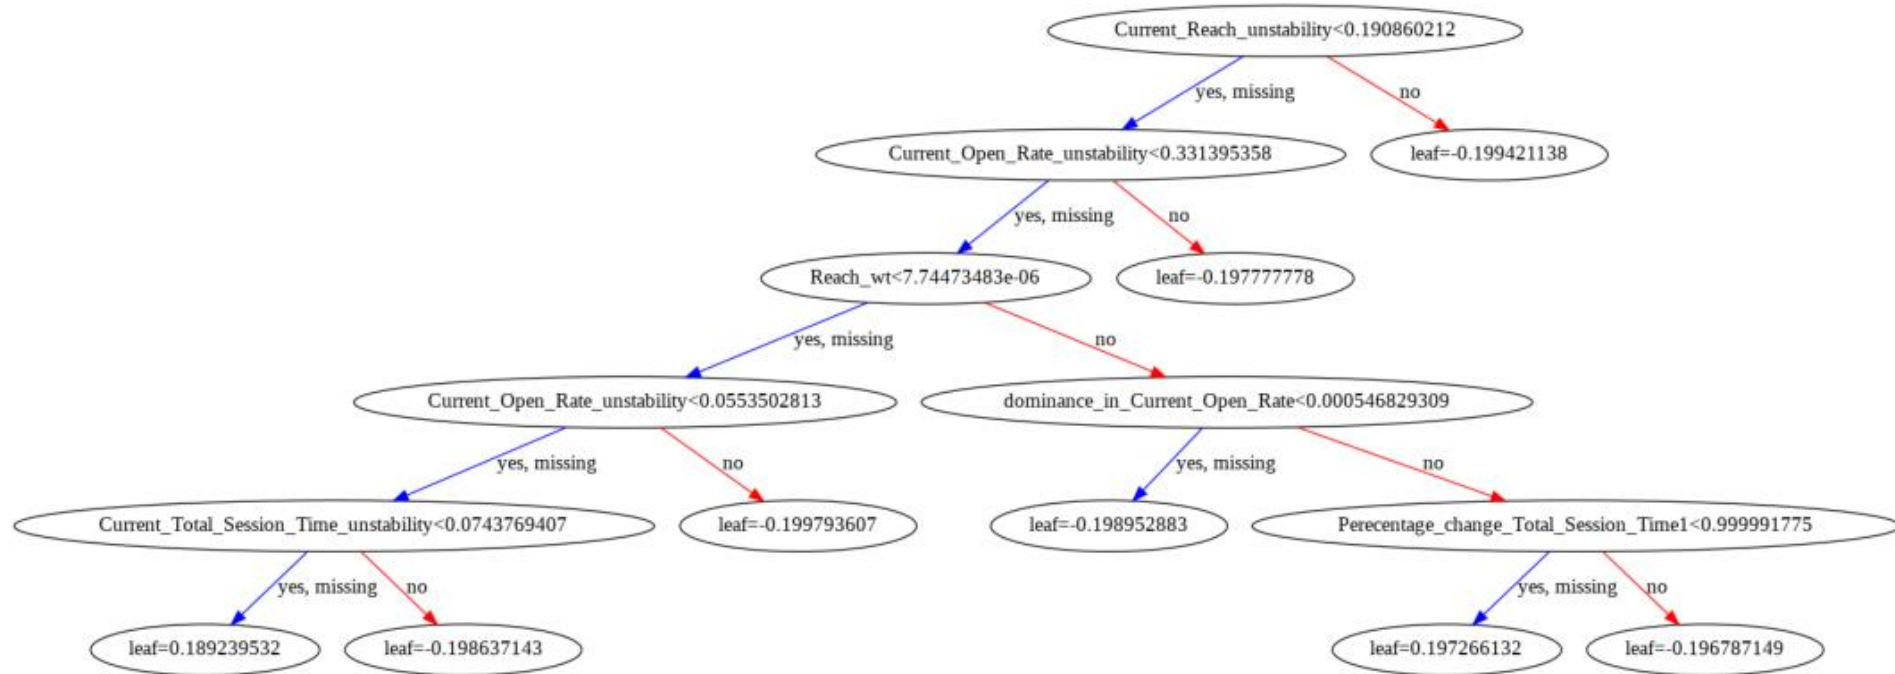 Current_Reach_unstability<0.190860212
yes, missing
no
Current_Open_Rate_unstability<0.331395358
leaf=-0.199421138
yes, missing
no
Reach_wt<7.74473483e-06
leaf=-0.197777778
yes, missing
no
Current_Open_Rate_unstability<0.0553502813
dominance_in_Current_Open_Rate<0.000546829309
yes, missing
no
yes, missing
no
Current_Total_Session_Time_unstability<0.0743769407
leaf=-0.199793607
leaf=-0.198952883
Perecentage_change_Total_Session_Time1<0.999991775
yes, missing
no
yes, missing
no
leaf=0.189239532
leaf=-0.198637143
leaf=0.197266132
leaf=-0.196787149